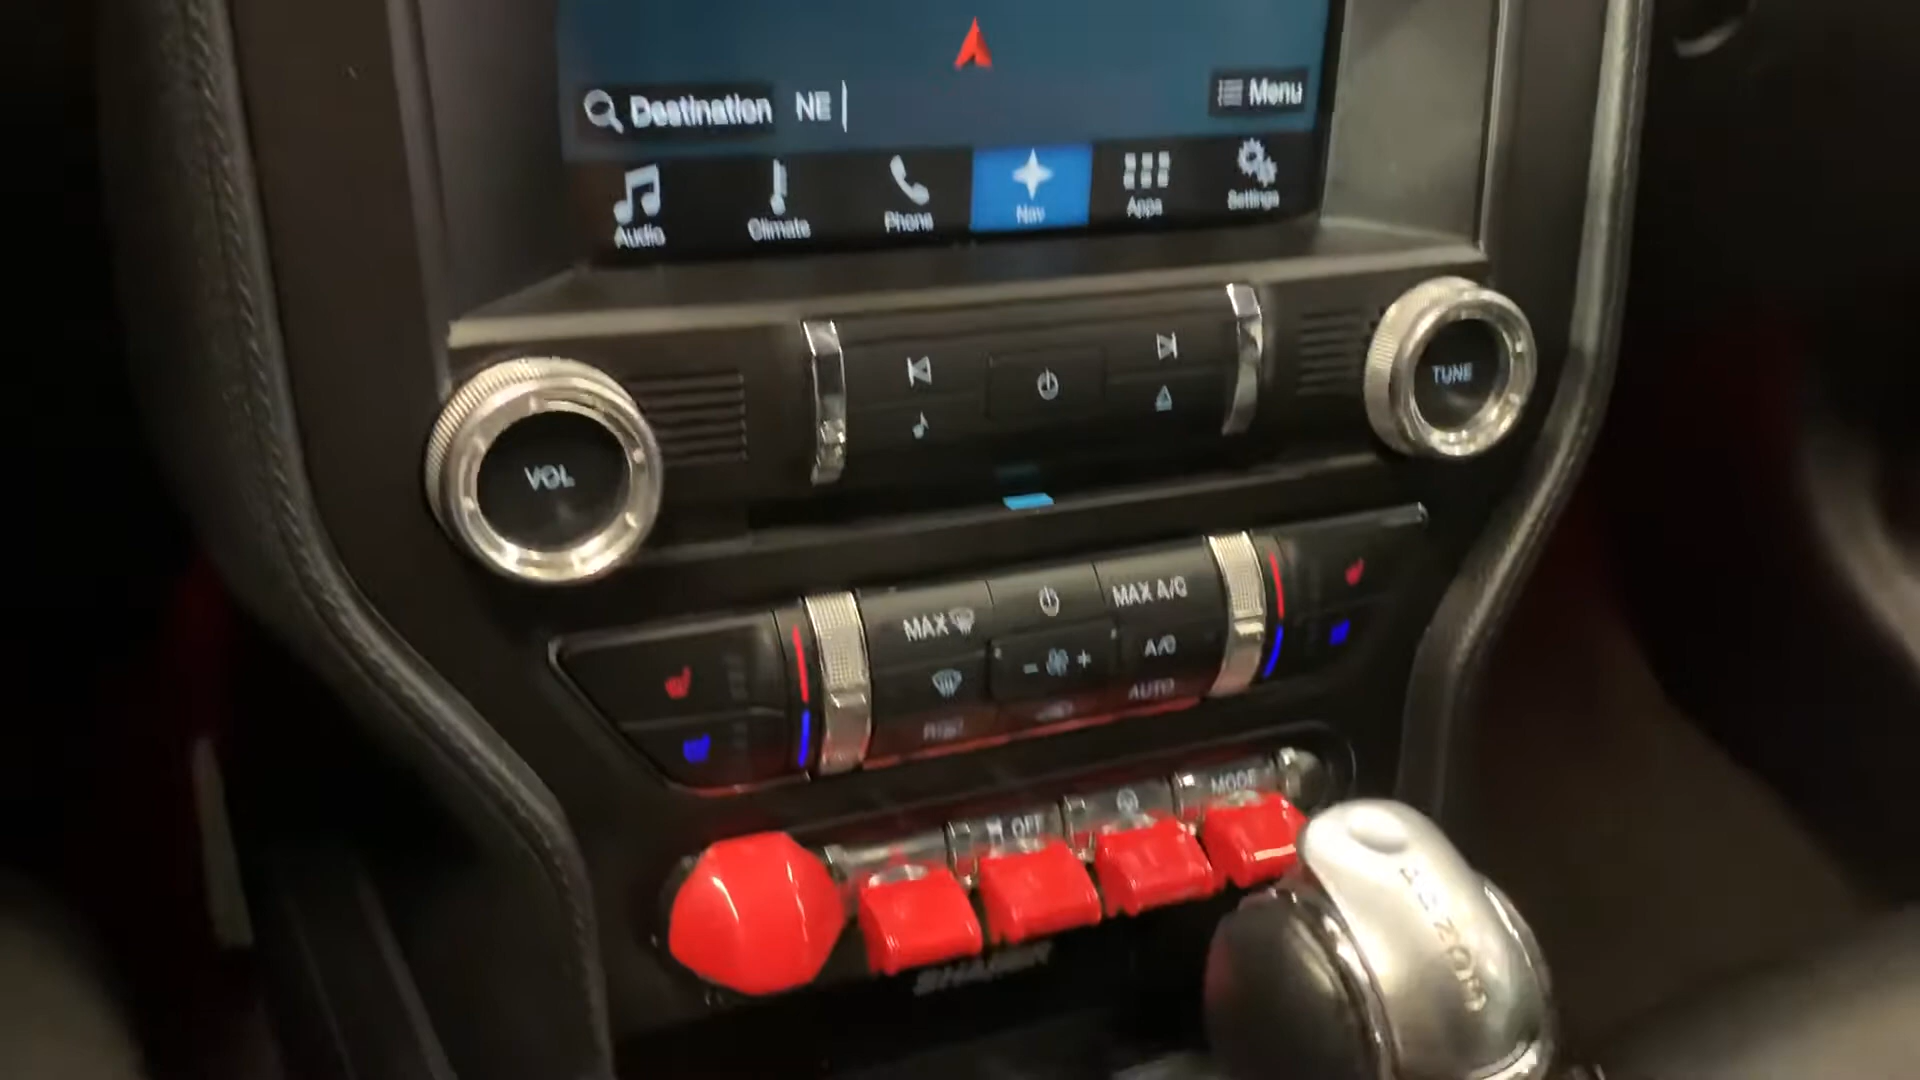 Destination NE
Menu
Audio Climate Phone Nav Apps Settings
VOL
TUNE
MAX
MAX A/C
A/C
AUTO
OFF
MODE
SHAKER